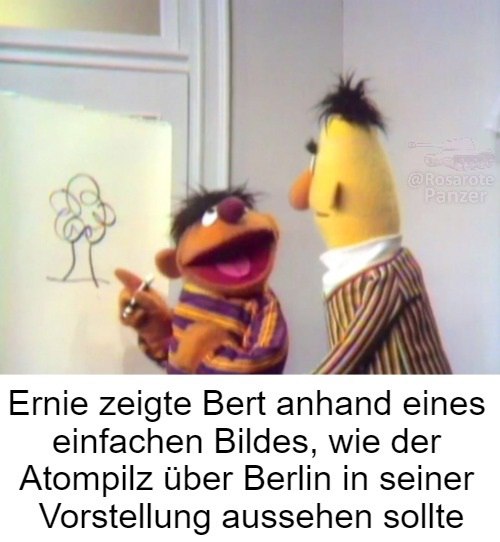 @Rosarote
Panzer
Ernie zeigte Bert anhand eines
einfachen Bildes, wie der
Atompilz über Berlin in seiner
Vorstellung aussehen sollte